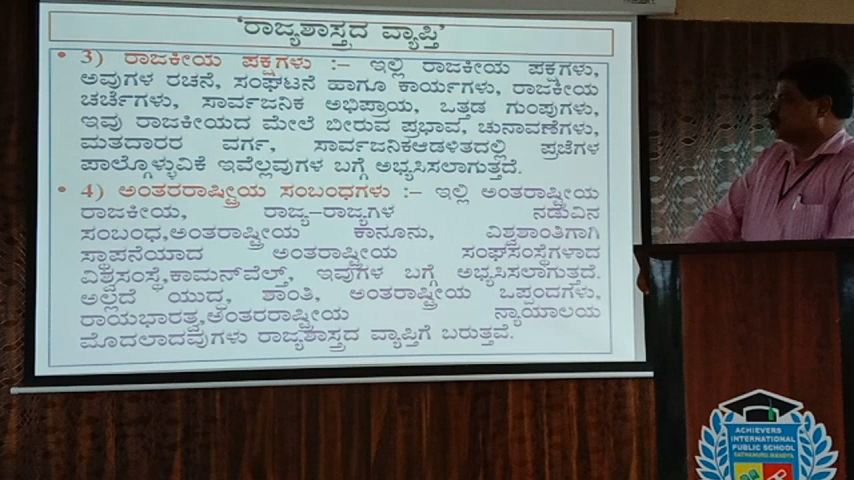 'ರಾಜ್ಯಶಾಸ್ತ್ರದ ವ್ಯಾಪ್ತಿ'
• 3) ರಾಜಕೀಯ ಪಕ್ಷಗಳು :– ಇಲ್ಲಿ ರಾಜಕೀಯ ಪಕ್ಷಗಳು,
ಅವುಗಳ ರಚನೆ, ಸಂಘಟನೆ ಹಾಗೂ ಕಾರ್ಯಗಳು, ರಾಜಕೀಯ
ಚರ್ಚೆಗಳು, ಸಾರ್ವಜನಿಕ ಅಭಿಪ್ರಾಯ, ಒತ್ತಡ ಗುಂಪುಗಳು,
ಇವು ರಾಜಕೀಯದ ಮೇಲೆ ಬೀರುವ ಪ್ರಭಾವ, ಚುನಾವಣೆಗಳು,
ಮತದಾರರ ವರ್ಗ, ಸಾರ್ವಜನಿಕಆಡಳಿತದಲ್ಲಿ ಪ್ರಜೆಗಳ
ಪಾಲ್ಗೊಳ್ಳುವಿಕೆ ಇವೆಲ್ಲವುಗಳ ಬಗ್ಗೆ ಅಭ್ಯಸಿಸಲಾಗುತ್ತದೆ.
• 4) ಅಂತರರಾಷ್ಟ್ರೀಯ ಸಂಬಂಧಗಳು :– ಇಲ್ಲಿ ಅಂತರಾಷ್ಟ್ರೀಯ
ರಾಜಕೀಯ, ರಾಜ್ಯ–ರಾಜ್ಯಗಳ ನಡುವಿನ
ಸಂಬಂಧ,ಅಂತರಾಷ್ಟ್ರೀಯ ಕಾನೂನು, ವಿಶ್ವಶಾಂತಿಗಾಗಿ
ಸ್ಥಾಪನೆಯಾದ ಅಂತರಾಷ್ಟ್ರೀಯ ಸಂಘಸಂಸ್ಥೆಗಳಾದ
ವಿಶ್ವಸಂಸ್ಥೆ,ಕಾಮನ್‌ವೆಲ್ತ್, ಇವುಗಳ ಬಗ್ಗೆ ಅಭ್ಯಸಿಸಲಾಗುತ್ತದೆ.
ಅಲ್ಲದೆ ಯುದ್ಧ, ಶಾಂತಿ, ಅಂತರಾಷ್ಟ್ರೀಯ ಒಪ್ಪಂದಗಳು,
ರಾಯಭಾರತ್ವ,ಅಂತರರಾಷ್ಟ್ರೀಯ ನ್ಯಾಯಾಲಯ
ಮೊದಲಾದವುಗಳು ರಾಜ್ಯಶಾಸ್ತ್ರದ ವ್ಯಾಪ್ತಿಗೆ ಬರುತ್ತವೆ.
ACHIEVERS
INTERNATIONAL
PUBLIC SCHOOL